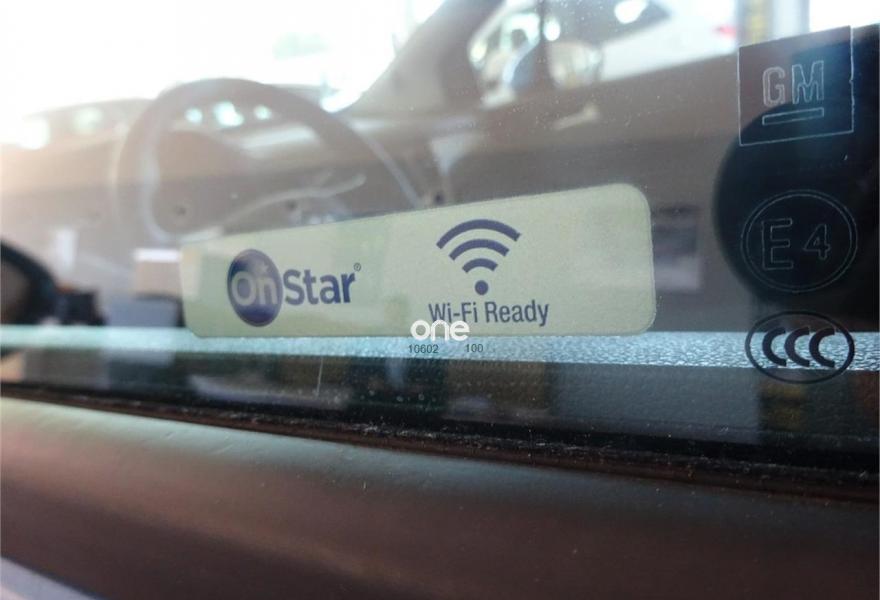 GM
E4
OnStar®
Wi-Fi Ready
one
10602 100
CCC